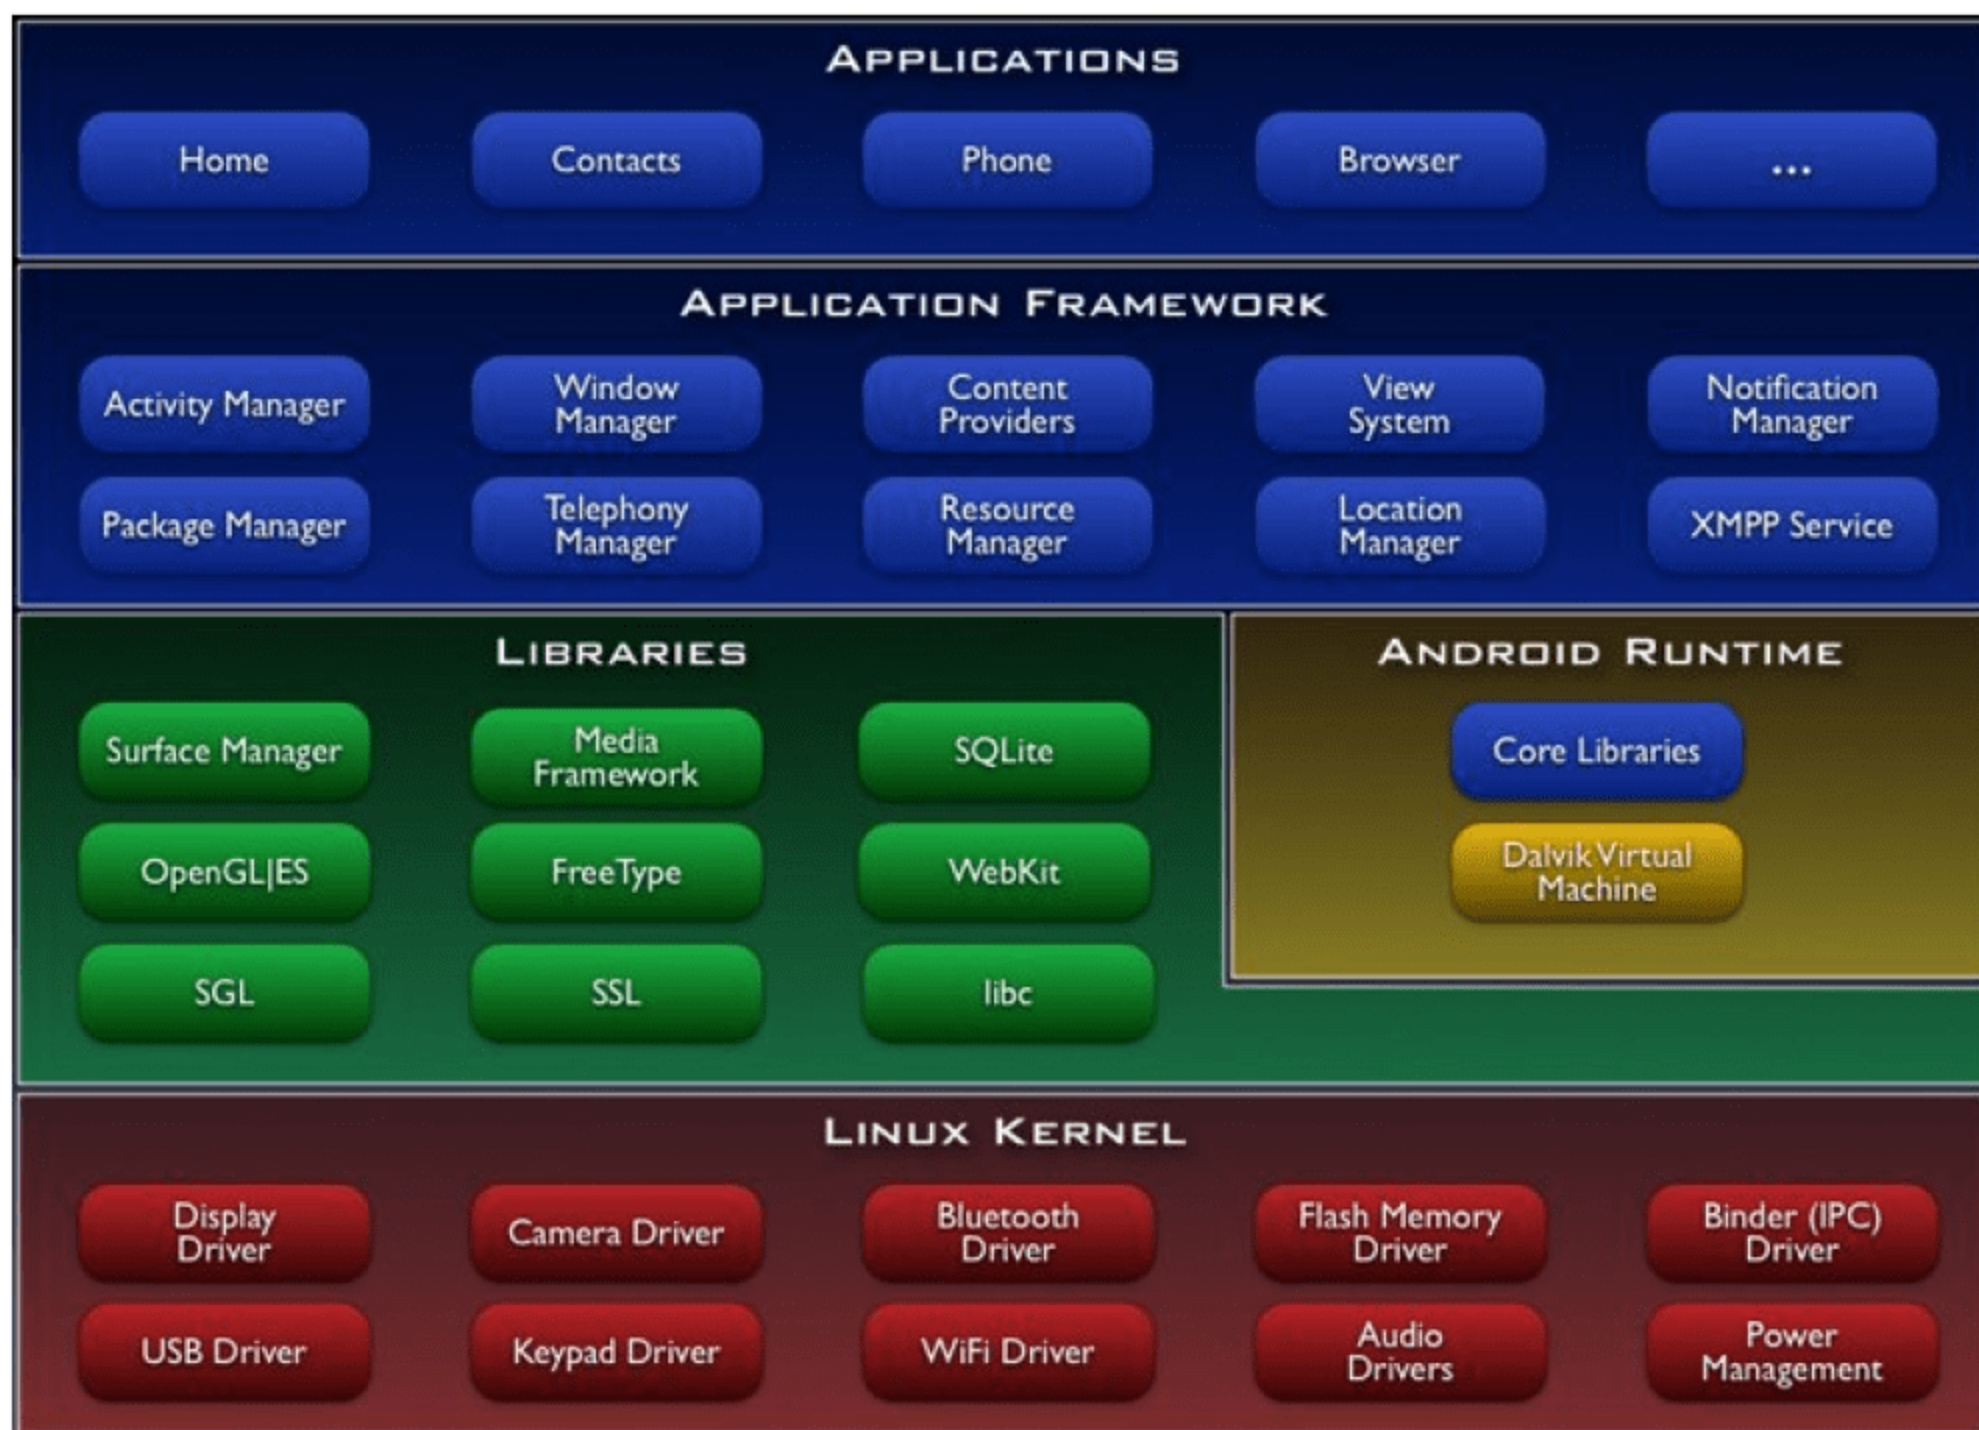 APPLICATIONS
Home
Contacts
Phone
Browser
...
APPLICATION FRAMEWORK
Activity Manager
Window
Manager
Content
Providers
View
System
Notification
Manager
Package Manager
Telephony
Manager
Resource
Manager
Location
Manager
XMPP Service
LIBRARIES
Surface Manager
Media
Framework
SQLite
OpenGL|ES
FreeType
WebKit
SGL
SSL
libc
ANDROID RUNTIME
Core Libraries
Dalvik Virtual
Machine
LINUX KERNEL
Display
Driver
Camera Driver
Bluetooth
Driver
Flash Memory
Driver
Binder (IPC)
Driver
USB Driver
Keypad Driver
WiFi Driver
Audio
Drivers
Power
Management